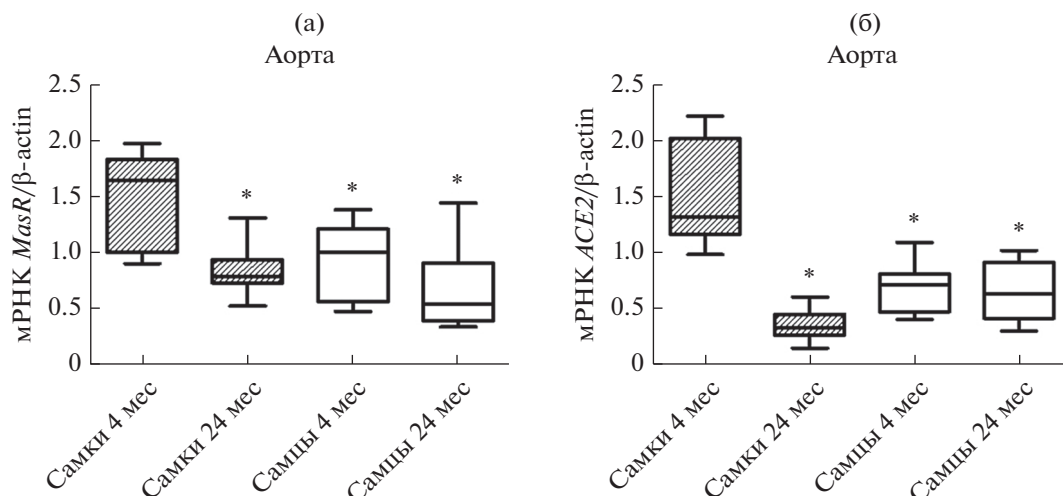 (а)
Аорта
мРНК MasR/β-actin
2.5
2.0
1.5
1.0
0.5
0
*
*
*
Самки 4 мес
Самки 24 мес
Самцы 4 мес
Самцы 24 мес
(б)
Аорта
мРНК ACE2/β-actin
2.5
2.0
1.5
1.0
0.5
0
*
*
*
Самки 4 мес
Самки 24 мес
Самцы 4 мес
Самцы 24 мес